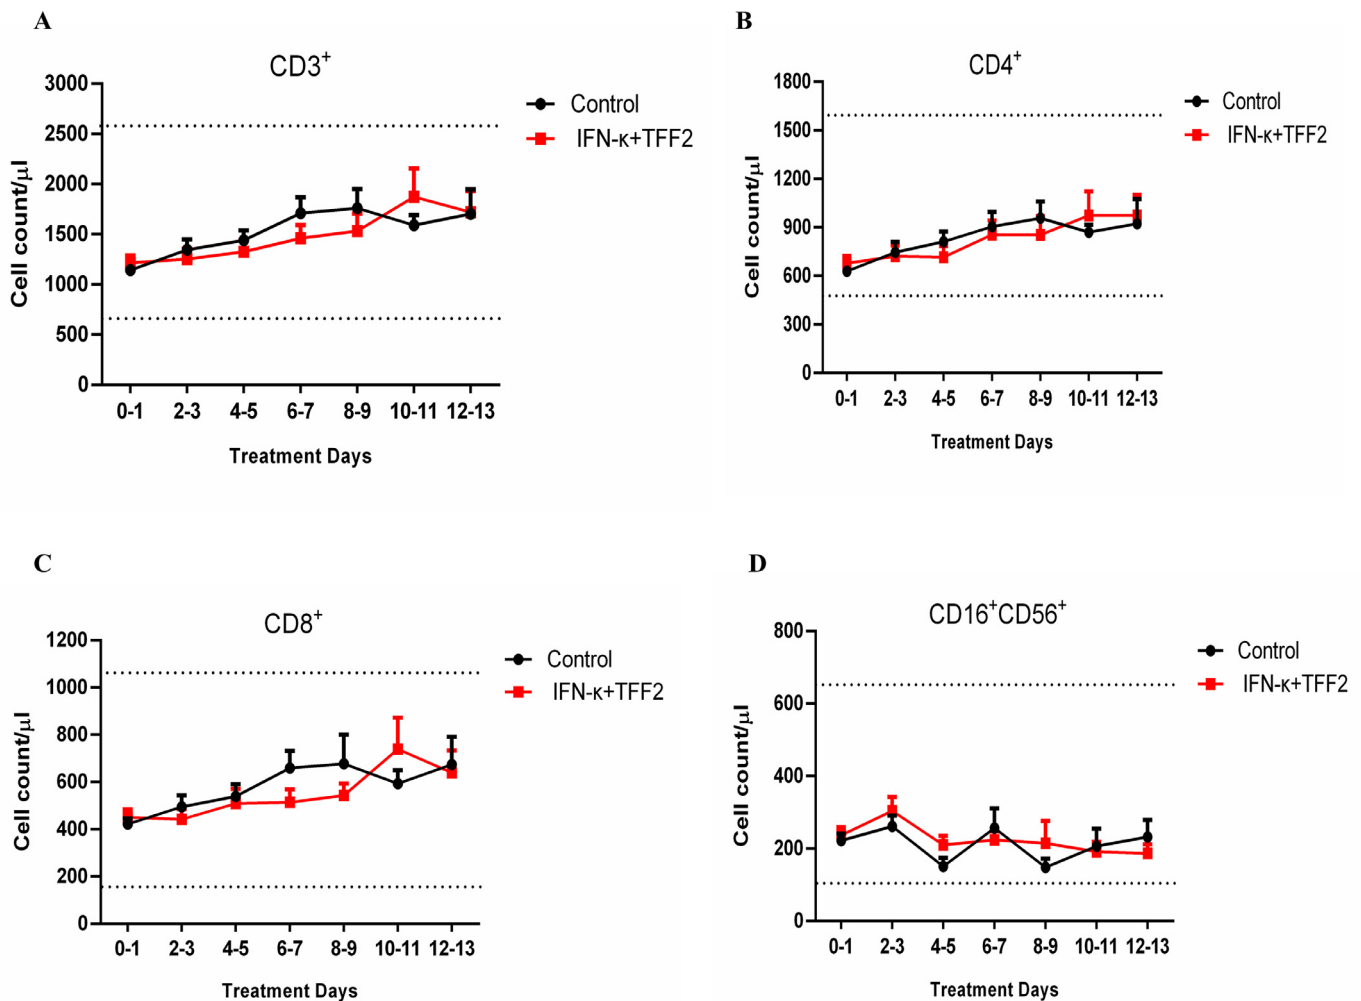 A
CD3+
Control
IFN-κ+TFF2
3000
2500
2000
1500
1000
500
0
Cell count/µl
0-1 2-3 4-5 6-7 8-9 10-11 12-13
Treatment Days
B
CD4+
Control
IFN-κ+TFF2
1800
1500
1200
900
600
300
0
Cell count/µl
0-1 2-3 4-5 6-7 8-9 10-11 12-13
Treatment Days
C
CD8+
Control
IFN-κ+TFF2
1200
1000
800
600
400
200
0
Cell count/µl
0-1 2-3 4-5 6-7 8-9 10-11 12-13
Treatment Days
D
CD16+CD56+
Control
IFN-κ+TFF2
800
600
400
200
0
Cell count/µl
0-1 2-3 4-5 6-7 8-9 10-11 12-13
Treatment Days